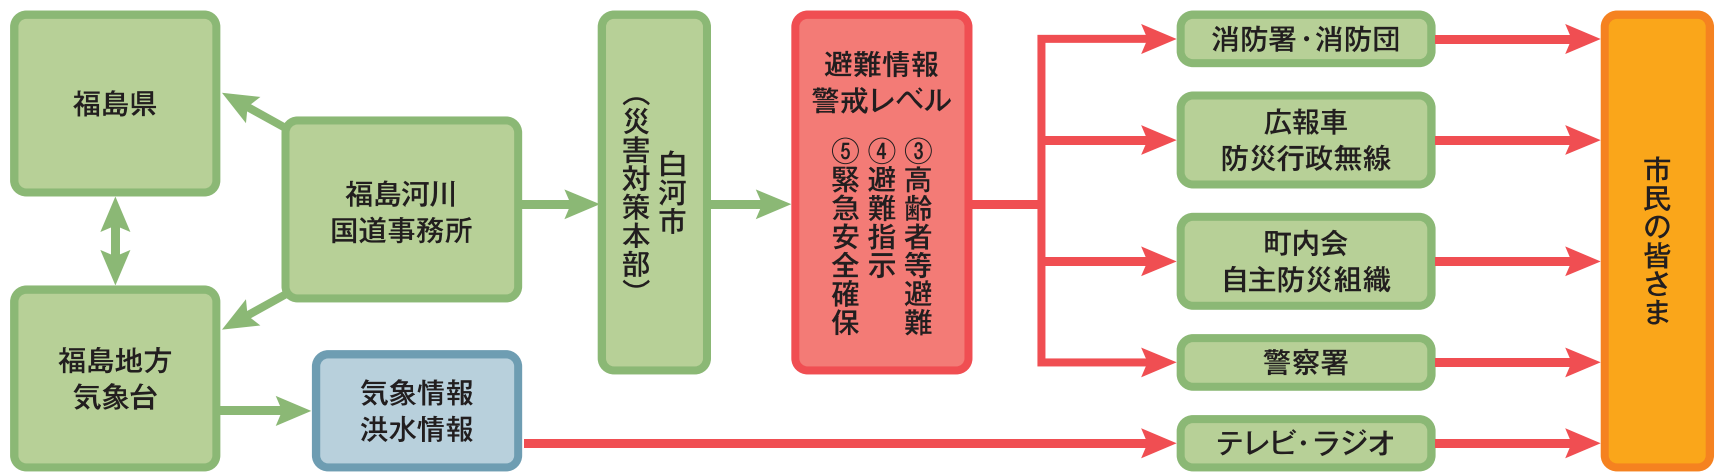 福島県
福島地方
気象台
福島河川
国道事務所
気象情報
洪水情報
白河市
（災害対策本部）
避難情報
警戒レベル
③高齢者等避難
④避難指示
⑤緊急安全確保
消防署・消防団
広報車
防災行政無線
町内会
自主防災組織
警察署
テレビ・ラジオ
市民の皆さま